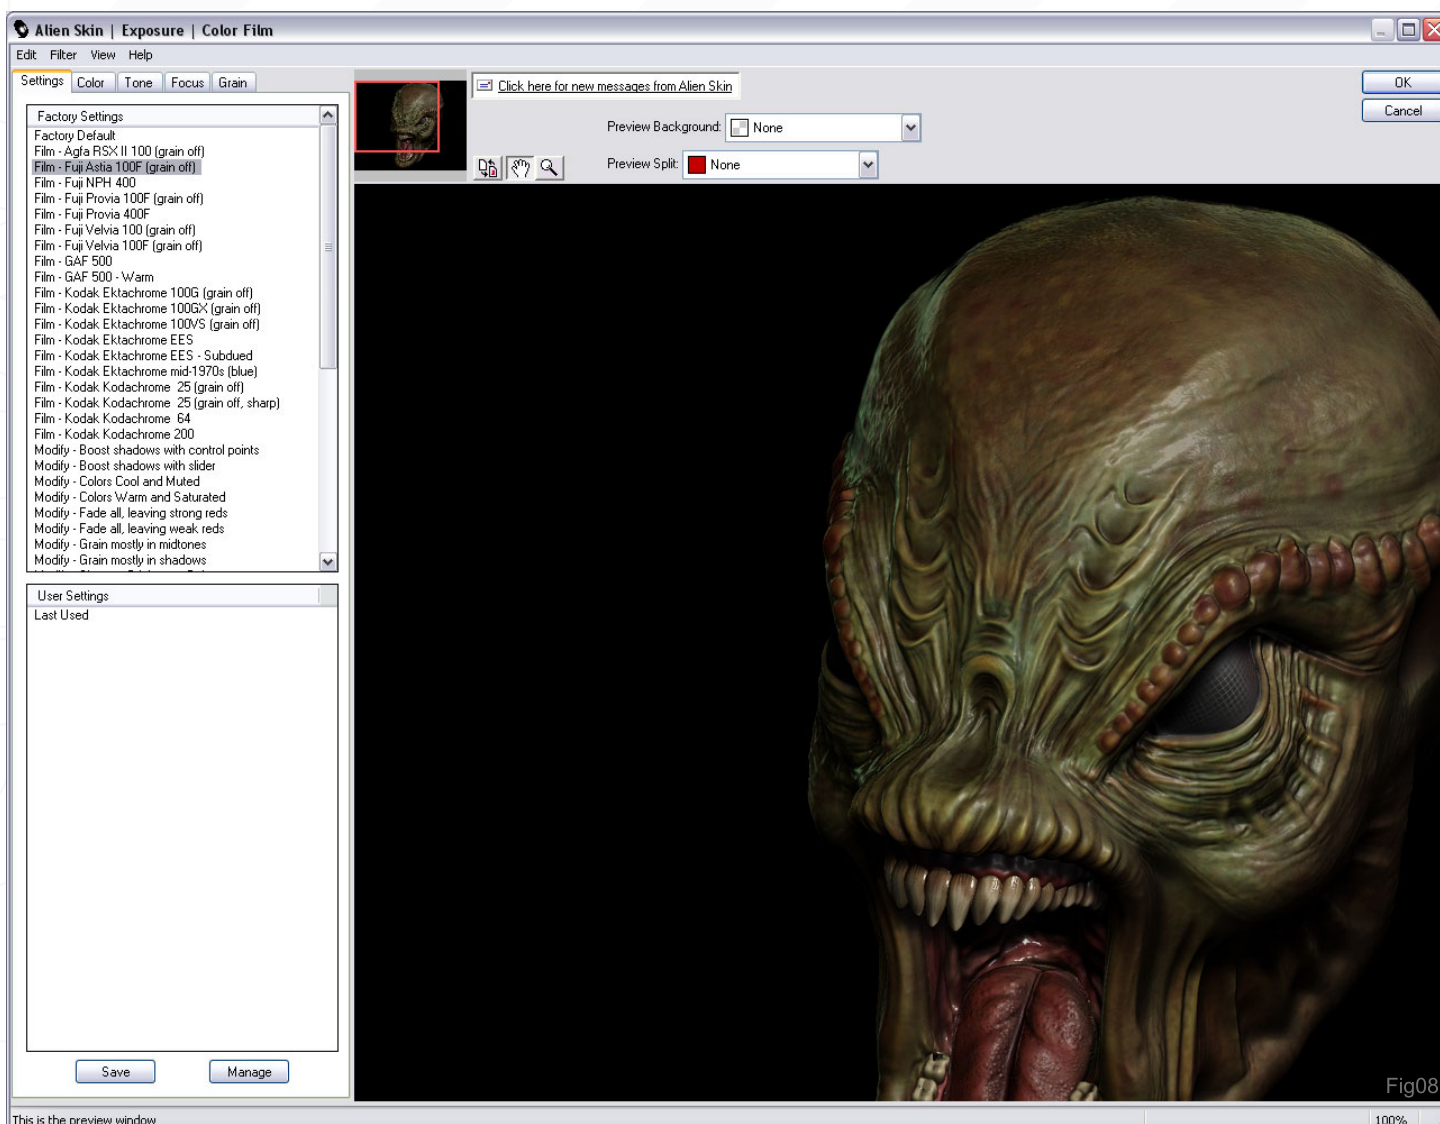 Alien Skin | Exposure | Color Film
Edit Filter View Help
Settings Color Tone Focus Grain
Click here for new messages from Alien Skin
OK
Cancel
Preview Background: None
Preview Split: None
Factory Settings
Factory Default
Film - Agfa RSX II 100 (grain off)
Film - Fuji Astia 100F (grain off)
Film - Fuji NPH 400
Film - Fuji Provia 100F (grain off)
Film - Fuji Provia 400F
Film - Fuji Velvia 100 (grain off)
Film - Fuji Velvia 100F (grain off)
Film - GAF 500
Film - GAF 500 - Warm
Film - Kodak Ektachrome 100G (grain off)
Film - Kodak Ektachrome 100GX (grain off)
Film - Kodak Ektachrome 100VS (grain off)
Film - Kodak Ektachrome EES
Film - Kodak Ektachrome EES - Subdued
Film - Kodak Ektachrome mid-1970s (blue)
Film - Kodak Kodachrome 25 (grain off)
Film - Kodak Kodachrome 25 (grain off, sharp)
Film - Kodak Kodachrome 64
Film - Kodak Kodachrome 200
Modify - Boost shadows with control points
Modify - Boost shadows with slider
Modify - Colors Cool and Muted
Modify - Colors Warm and Saturated
Modify - Fade all, leaving strong reds
Modify - Fade all, leaving weak reds
Modify - Grain mostly in midtones
Modify - Grain mostly in shadows
User Settings
Last Used
Save Manage
Fig08
This is the preview window
100%